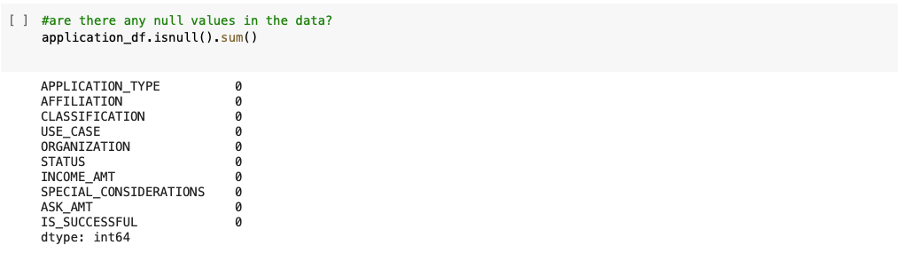 [ ] #are there any null values in the data?
application_df.isnull().sum()
APPLICATION_TYPE 0
AFFILIATION 0
CLASSIFICATION 0
USE_CASE 0
ORGANIZATION 0
STATUS 0
INCOME_AMT 0
SPECIAL_CONSIDERATIONS 0
ASK_AMT 0
IS_SUCCESSFUL 0
dtype: int64